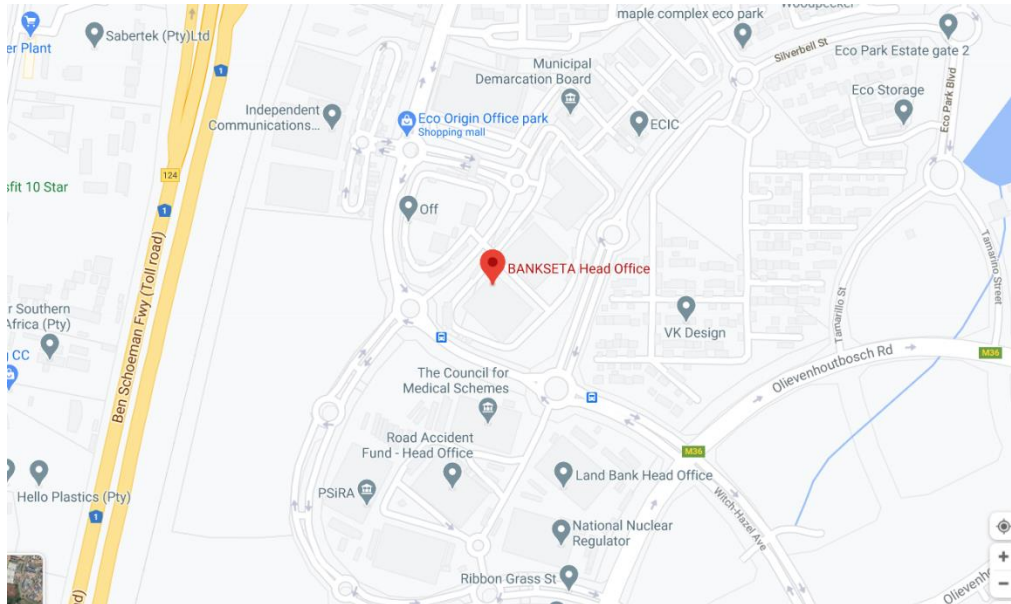 Woodpecker
maple complex eco park
Sabertek (Pty)Ltd
er Plant
Silverbell St
Eco Park Estate gate 2
Municipal
Demarcation Board
1
Eco Storage
Independent
Communications...
Eco Origin Office park
Shopping mall
ECIC
Eco Park Blvd
124
sfit 10 Star
1
Off
Tamarino Street
BANKSETA Head Office
Tamarillo St
r Southern
Africa (Pty)
VK Design
Ben Schoeman Fwy (Toll road)
CC
Olievenhoutbosch Rd
M36
The Council for
Medical Schemes
Road Accident
Fund - Head Office
M36
Hello Plastics (Pty)
PSiRA
Land Bank Head Office
Witch-Hazel Ave
1
National Nuclear
Regulator
Ribbon Grass St
Olievenho